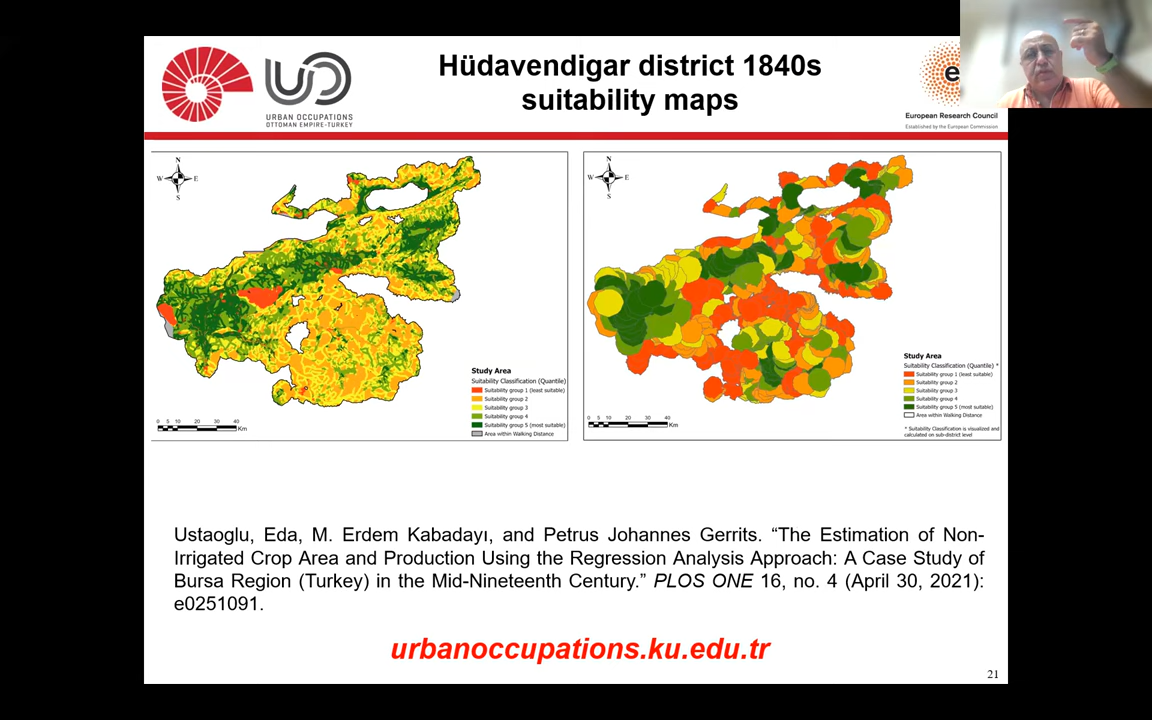 Hüdavendigar district 1840s
suitability maps
URBAN OCCUPATIONS
OTTOMAN EMPIRE-TURKEY
e
European Research Council
Established by the European Commission
N
W
E
S
Study Area
Suitability Classification (Quantile)
Suitability group 1 (least suitable)
Suitability group 2
Suitability group 3
Suitability group 4
Suitability group 5 (most suitable)
Area within Walking Distance
0 5 10 20 30 40
Km
N
W
E
S
Study Area
Suitability Classification (Quantile) *
Suitability group 1 (least suitable)
Suitability group 2
Suitability group 3
Suitability group 4
Suitability group 5 (most suitable)
Area within Walking Distance
* Suitability Classification is visualized and
calculated on sub-district level
0 5 10 20 30 40
Km
Ustaoglu, Eda, M. Erdem Kabadayı, and Petrus Johannes Gerrits. “The Estimation of Non-
Irrigated Crop Area and Production Using the Regression Analysis Approach: A Case Study of
Bursa Region (Turkey) in the Mid-Nineteenth Century.” PLOS ONE 16, no. 4 (April 30, 2021):
e0251091.
urbanoccupations.ku.edu.tr
21